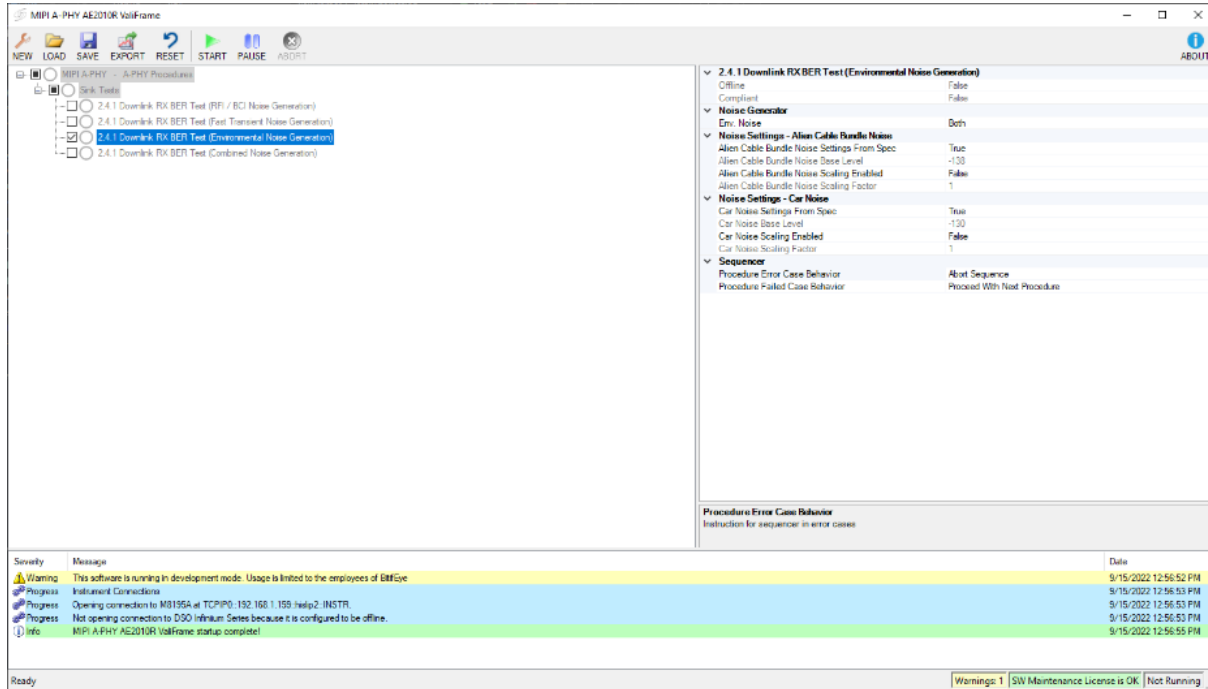 MIPI A-PHY AE2010R ValiFrame
NEW LOAD SAVE EXPORT RESET START PAUSE ABORT ABOUT
MIPI A-PHY - A-PHY Procedures
Sink Tests
2.4.1 Downlink RX BER Test (RFI / BCI Noise Generation)
2.4.1 Downlink RX BER Test (Fast Transient Noise Generation)
2.4.1 Downlink RX BER Test (Environmental Noise Generation)
2.4.1 Downlink RX BER Test (Combined Noise Generation)
2.4.1 Downlink RX BER Test (Environmental Noise Generation)
Offline False
Compliant False
Noise Generator
Env. Noise Both
Noise Settings - Alien Cable Bundle Noise
Alien Cable Bundle Noise Settings From Spec True
Alien Cable Bundle Noise Base Level -138
Alien Cable Bundle Noise Scaling Enabled False
Alien Cable Bundle Noise Scaling Factor 1
Noise Settings - Car Noise
Car Noise Settings From Spec True
Car Noise Base Level -130
Car Noise Scaling Enabled False
Car Noise Scaling Factor 1
Sequencer
Procedure Error Case Behavior Abort Sequence
Procedure Failed Case Behavior Proceed With Next Procedure
Procedure Error Case Behavior
Instruction for sequencer in error cases
Severity Message Date
Warning This software is running in development mode. Usage is limited to the employees of BitifEye 9/15/2022 12:56:52 PM
Progress Instrument Connections 9/15/2022 12:56:53 PM
Progress Opening connection to M8195A at TCPIP0::192.168.1.159::hislip2::INSTR. 9/15/2022 12:56:53 PM
Progress Not opening connection to DSO Infiniium Series because it is configured to be offline. 9/15/2022 12:56:53 PM
Info MIPI A-PHY AE2010R ValiFrame startup complete! 9/15/2022 12:56:55 PM
Ready Warnings: 1 SW Maintenance License is OK Not Running